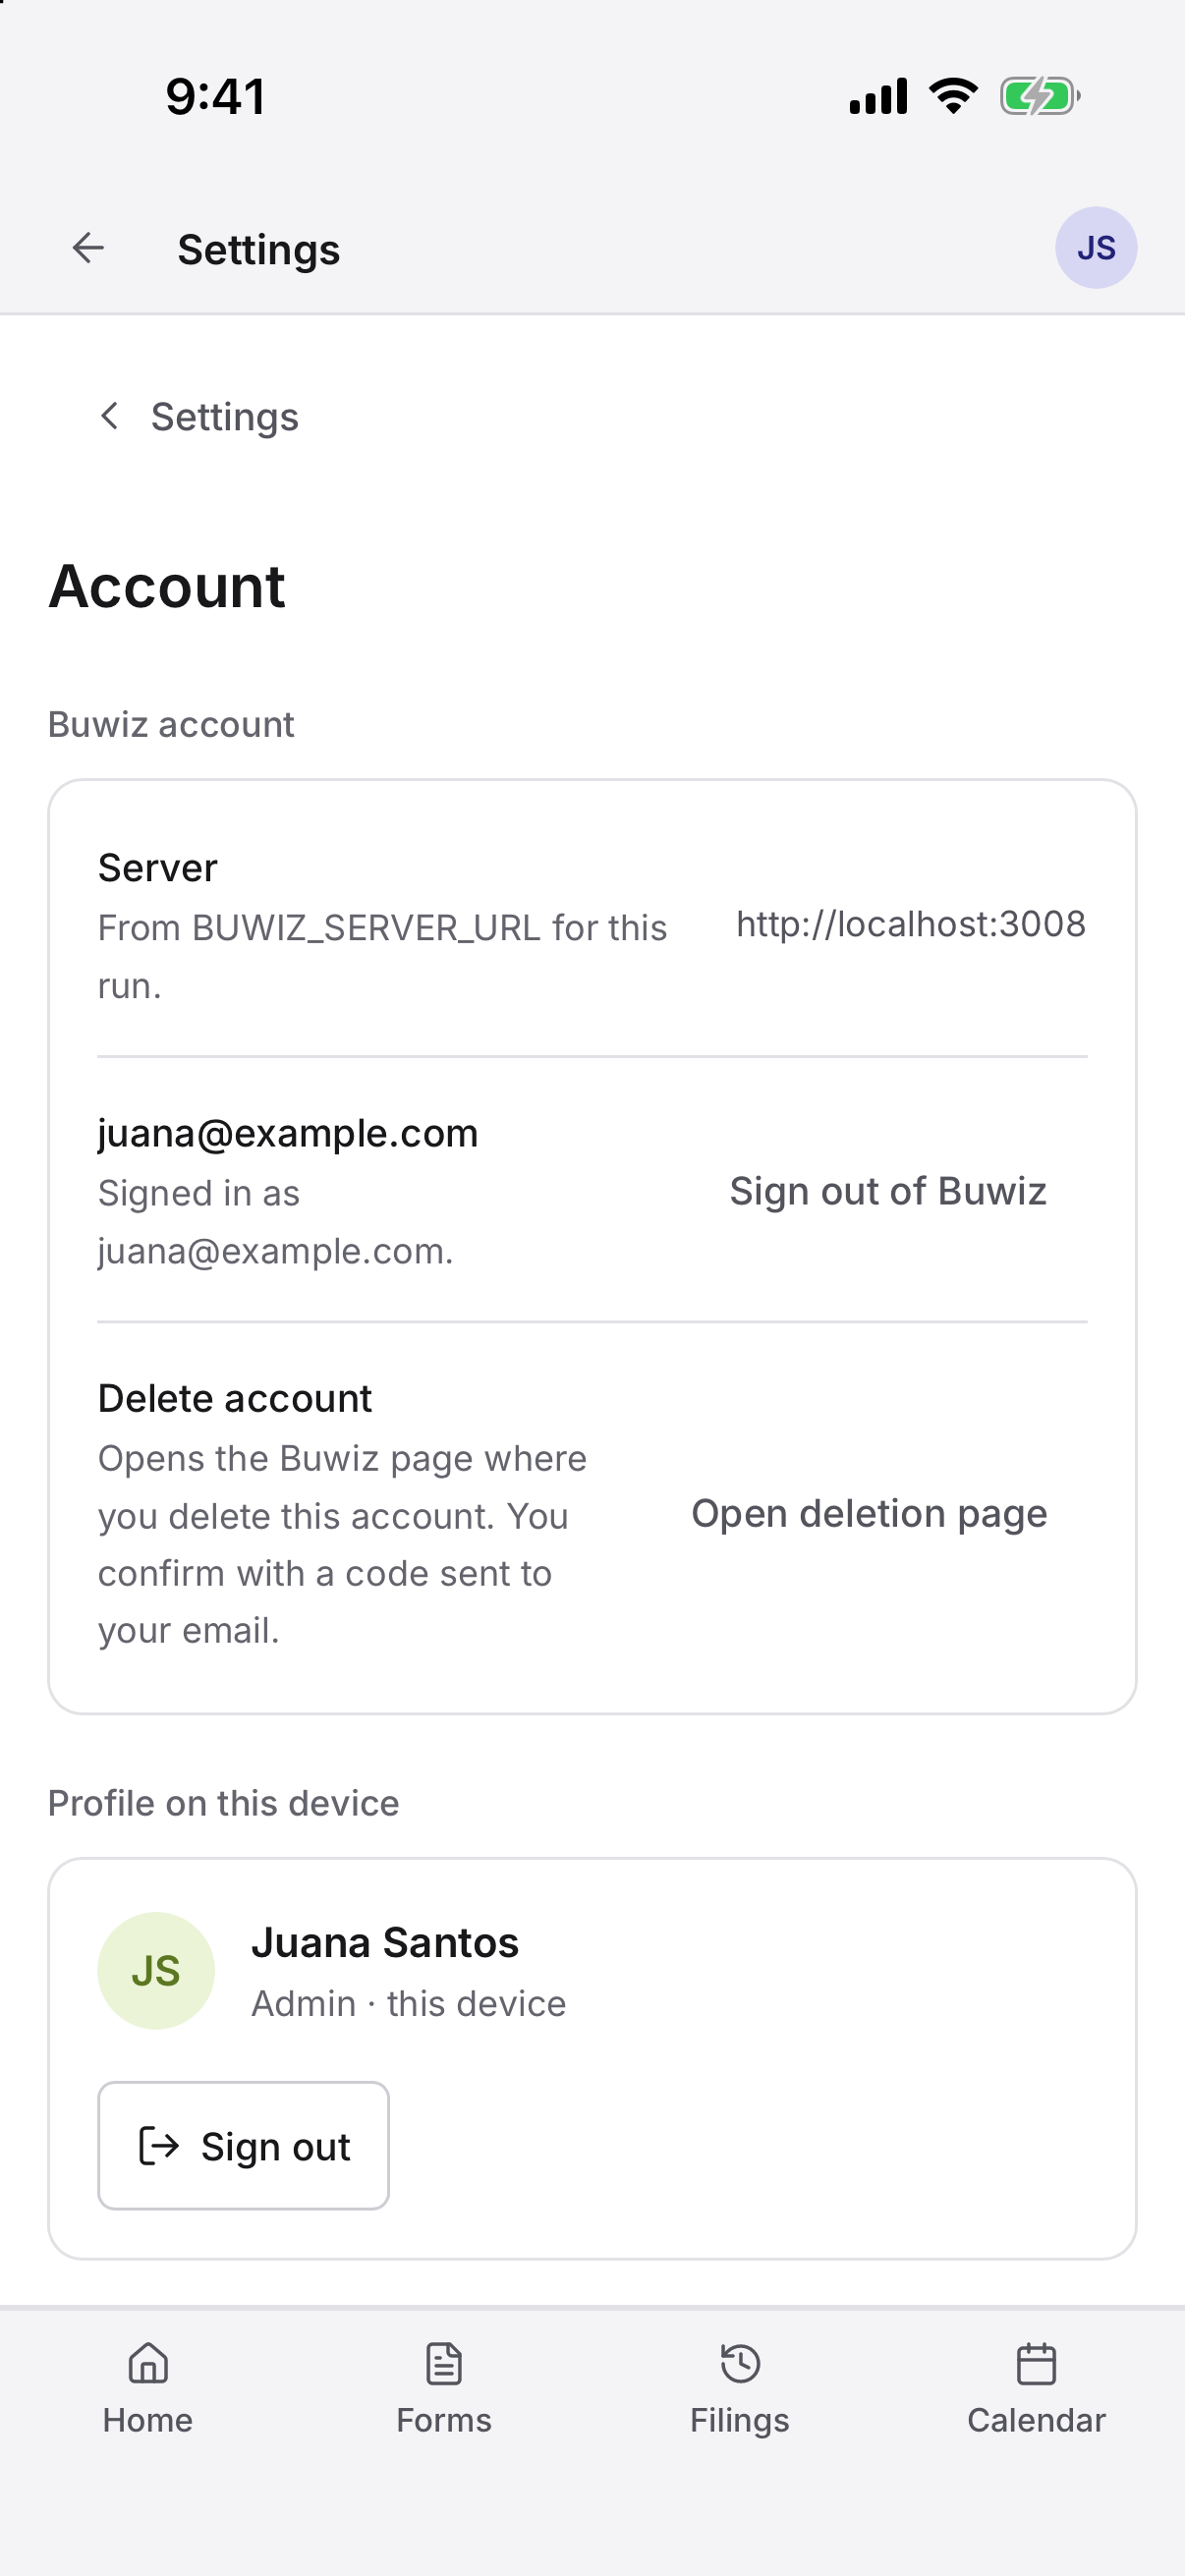 9:41
Settings
JS
Settings
Account
Buwiz account
Server
From BUWIZ_SERVER_URL for this
run.
http://localhost:3008
juana@example.com
Signed in as
juana@example.com.
Sign out of Buwiz
Delete account
Opens the Buwiz page where
you delete this account. You
confirm with a code sent to
your email.
Open deletion page
Profile on this device
JS
Juana Santos
Admin · this device
Sign out
Home
Forms
Filings
Calendar